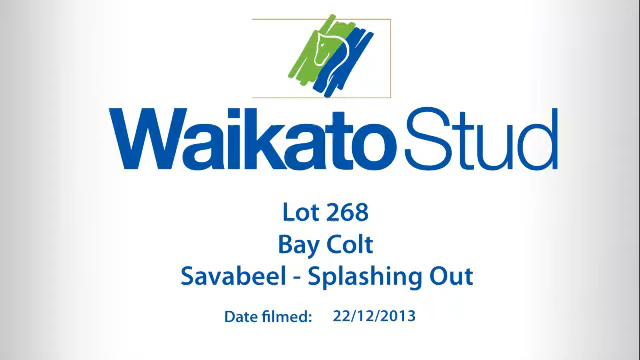 Waikato Stud
Lot 268
Bay Colt
Savabeel - Splashing Out
Date filmed: 22/12/2013